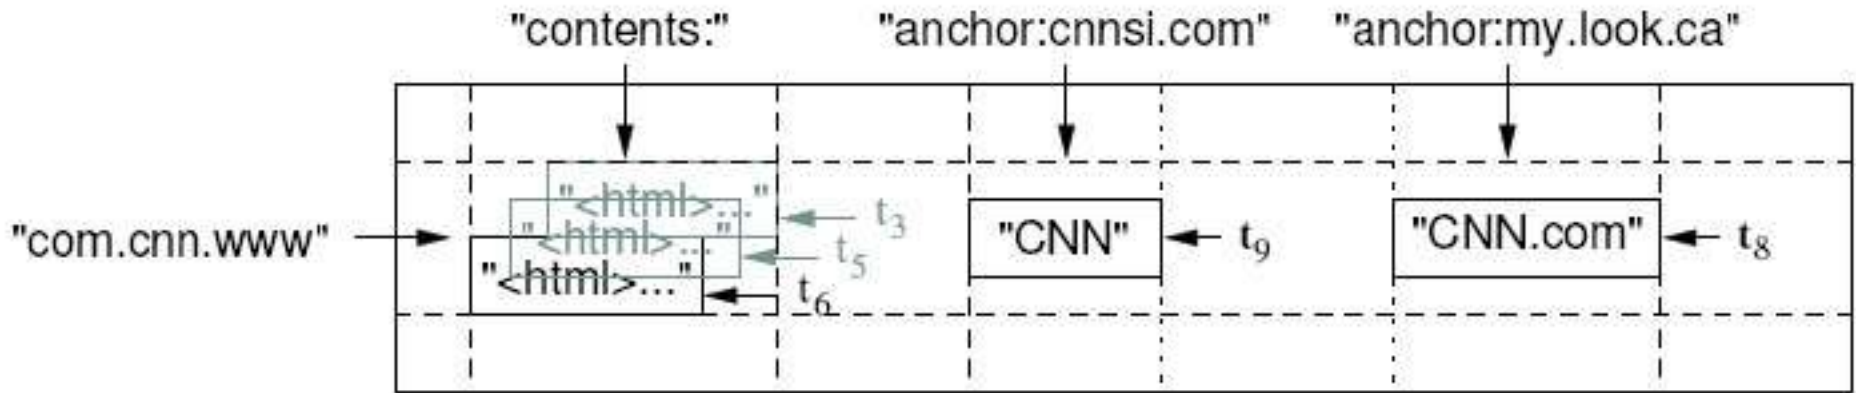 "contents:" "anchor:cnnsi.com" "anchor:my.look.ca"
"<html>..." t3
"com.cnn.www" "<html>..." t5 "CNN" t9 "CNN.com" t8
"<html>..." t6